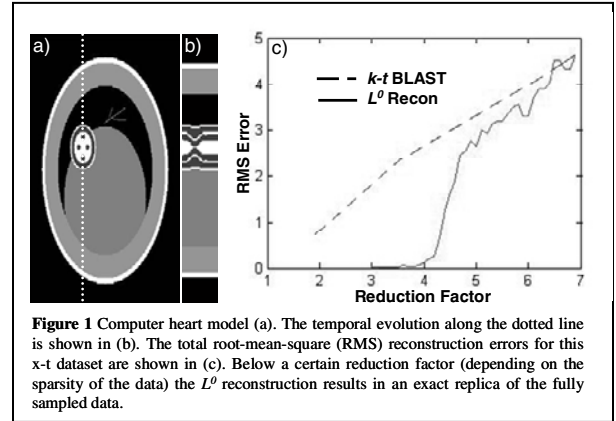 a)
b)
c)
5
4
3
2
1
0
RMS Error
k-t BLAST
L⁰ Recon
1 2 3 4 5 6 7
Reduction Factor
Figure 1 Computer heart model (a). The temporal evolution along the dotted line
is shown in (b). The total root-mean-square (RMS) reconstruction errors for this
x-t dataset are shown in (c). Below a certain reduction factor (depending on the
sparsity of the data) the L⁰ reconstruction results in an exact replica of the fully
sampled data.